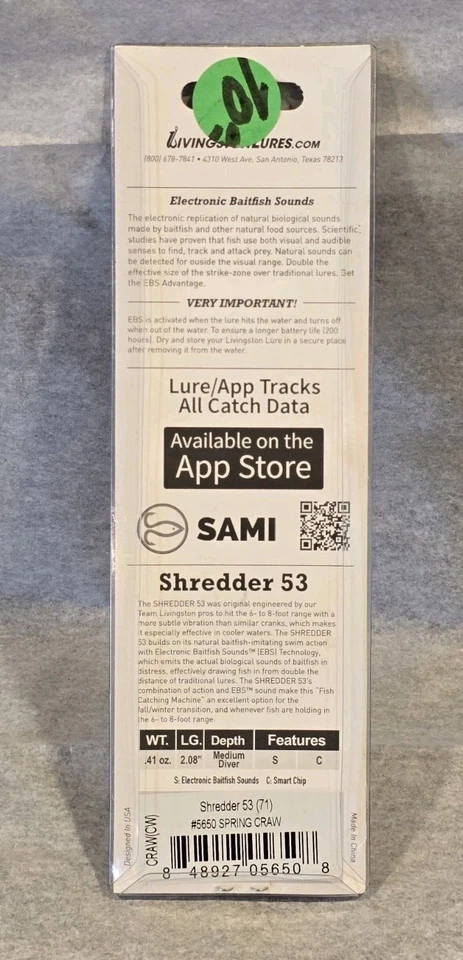 10.00
LIVINGSTONLURES.COM
(800) 678-7841 • 4310 West Ave, San Antonio, Texas 78213
Electronic Baitfish Sounds
The electronic replication of natural biological sounds
made by baitfish and other natural food sources. Scientific
studies have proven that fish use both visual and audible
senses to find, track and attack prey. Natural sounds can
be detected for ouside the visual range. Double the
effective size of the strike-zone over traditional lures. Get
the EBS Advantage.
VERY IMPORTANT!
EBS is activated when the lure hits the water and turns off
when out of the water. To ensure a longer battery life (200
hours). Dry and store your Livingston Lure in a secure place
after removing it from the water.
Lure/App Tracks
All Catch Data
Available on the
App Store
SAMI
Shredder 53
The SHREDDER 53 was original engineered by our
Team Livingston pros to hit the 6- to 8-foot range with a
more subtle vibration than similar cranks, which makes
it especially effective in cooler waters. The SHREDDER
53 builds on its natural baitfish-imitating swim action
with Electronic Baitfish Sounds™ (EBS) Technology,
which emits the actual biological sounds of baitfish in
distress, effectively drawing fish in from double the
distance of traditional lures. The SHREDDER 53's
combination of action and EBS™ sound make this "Fish
Catching Machine" an excellent option for the
fall/winter transition, and whenever fish are holding in
the 6- to 8-foot range.
WT. LG. Depth Features
.41 oz. 2.08" Medium Diver S C
S: Electronic Baitfish Sounds C: Smart Chip
Designed In USA
CRAW(CW)
Shredder 53 (71)
#5650 SPRING CRAW
8 48927 05650 8
Made In China